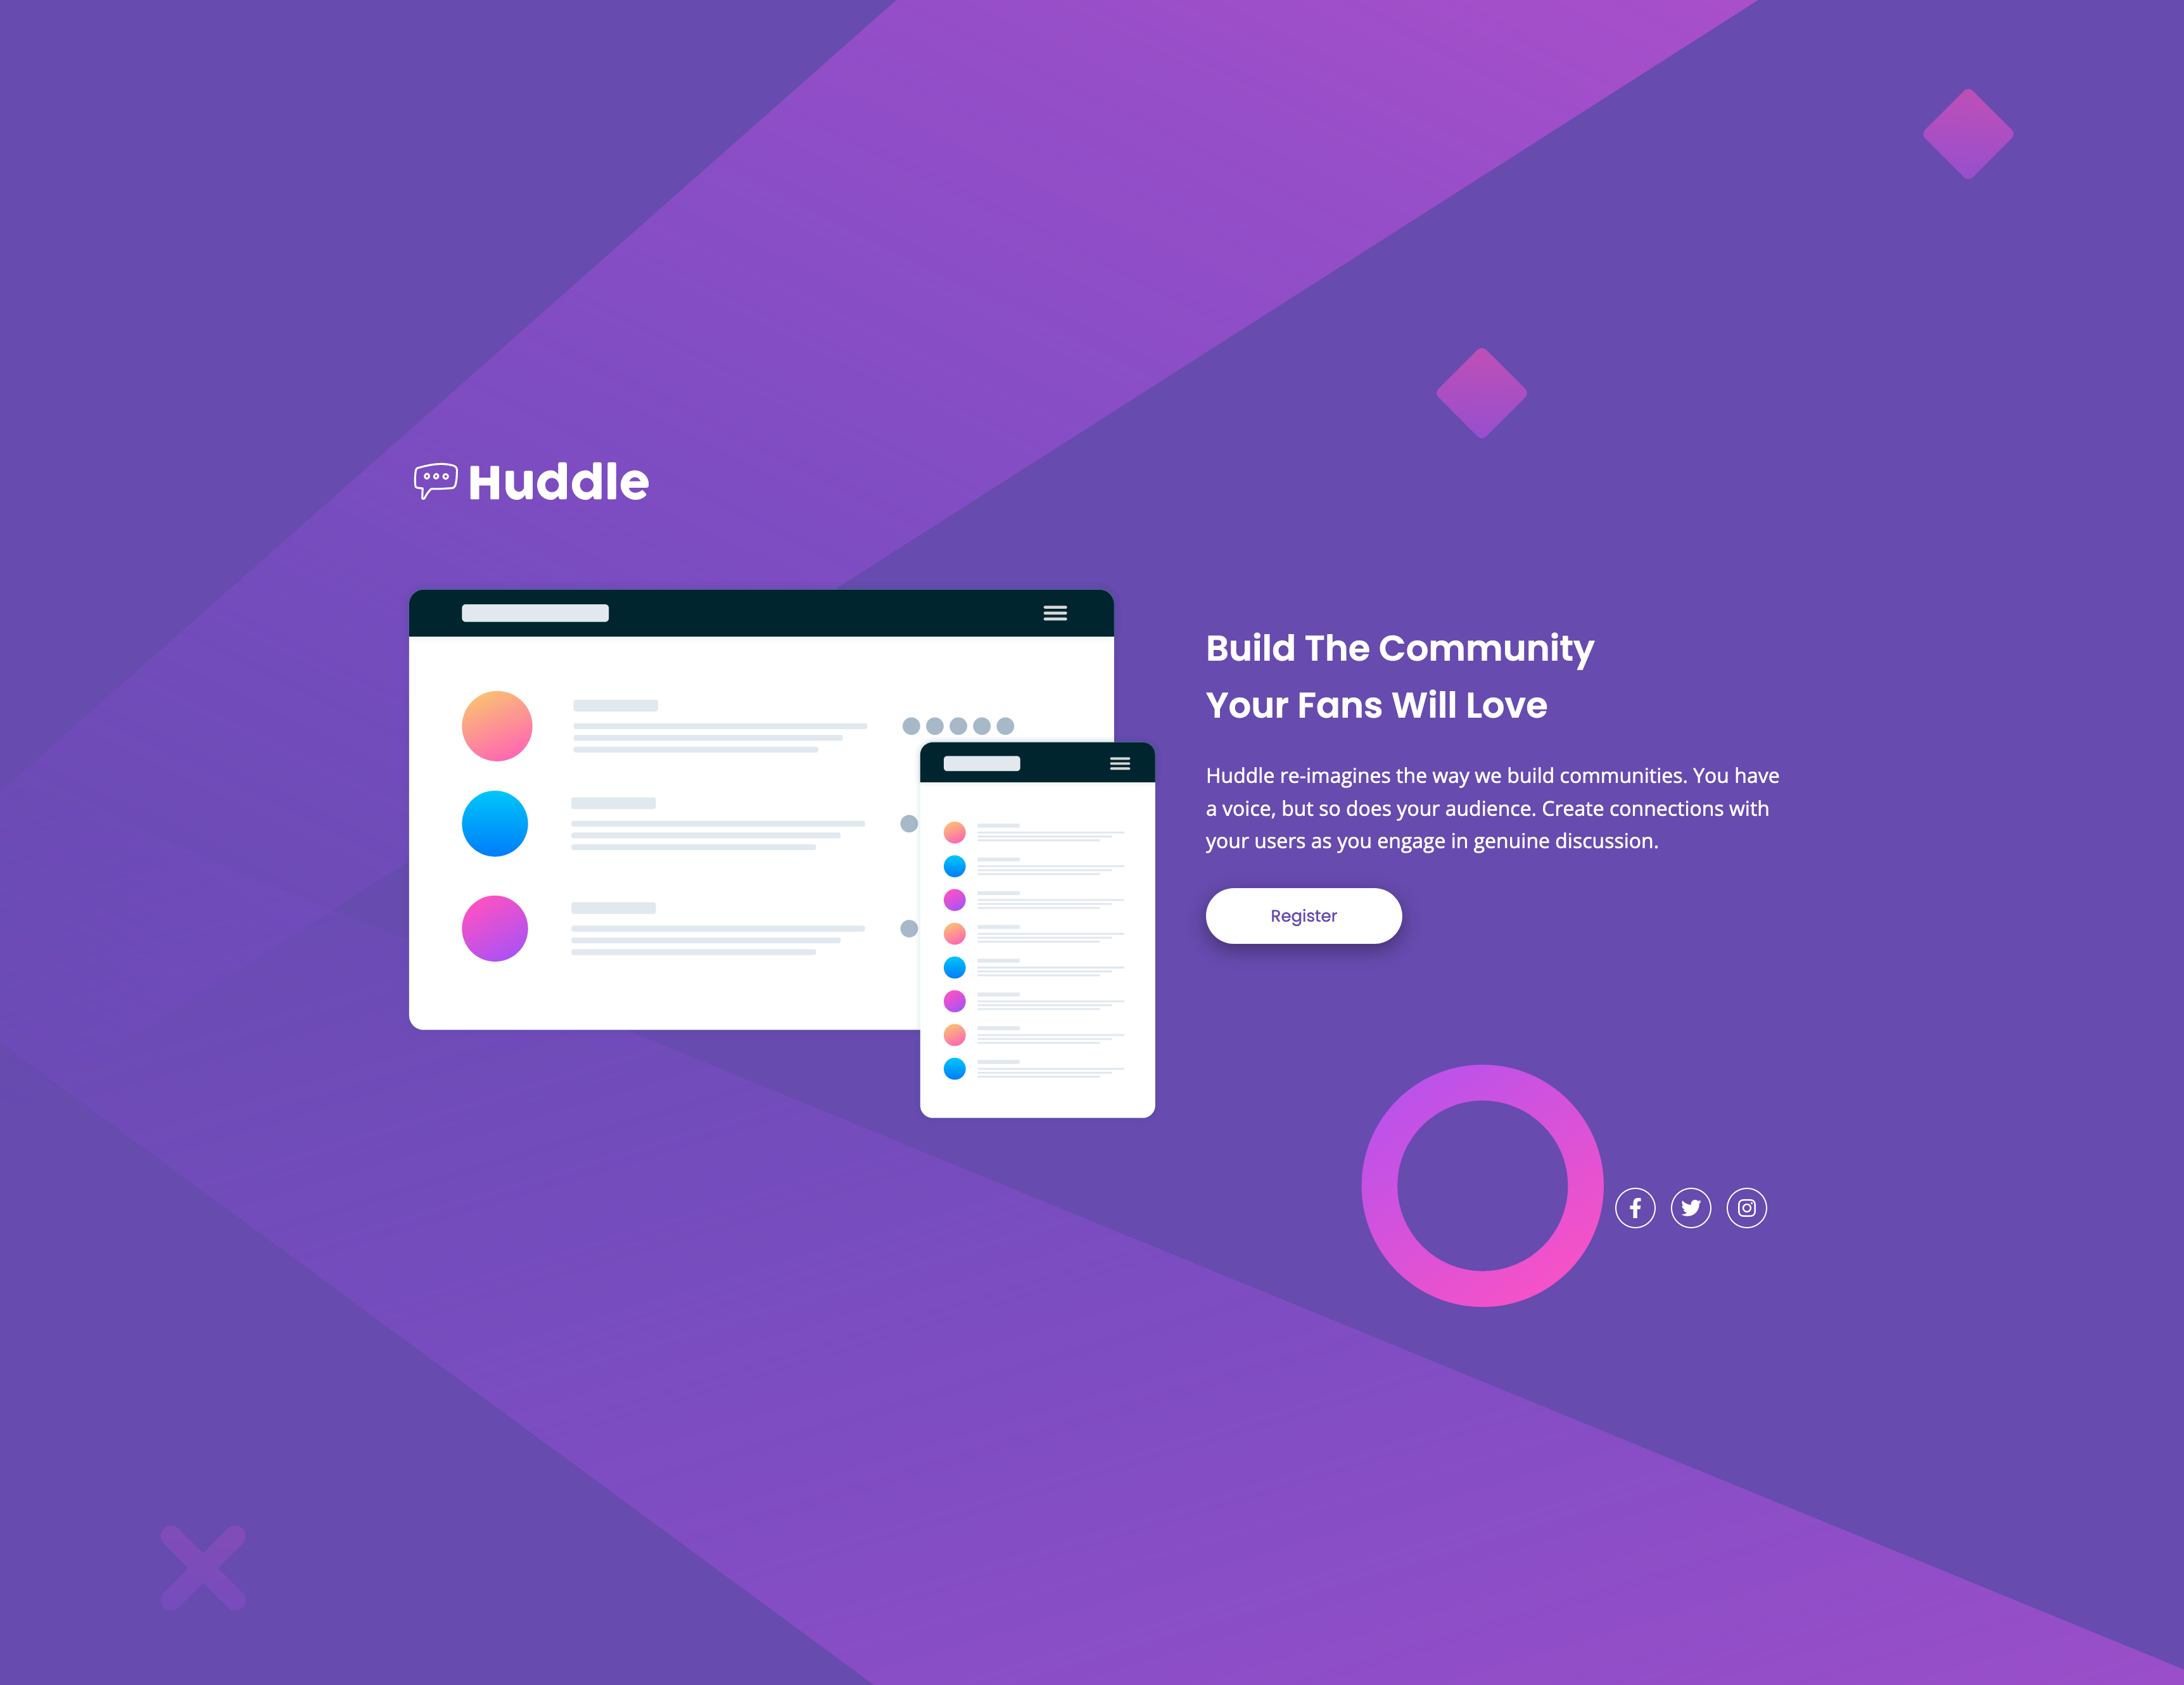 Huddle
Build The Community
Your Fans Will Love
Huddle re-imagines the way we build communities. You have
a voice, but so does your audience. Create connections with
your users as you engage in genuine discussion.
Register